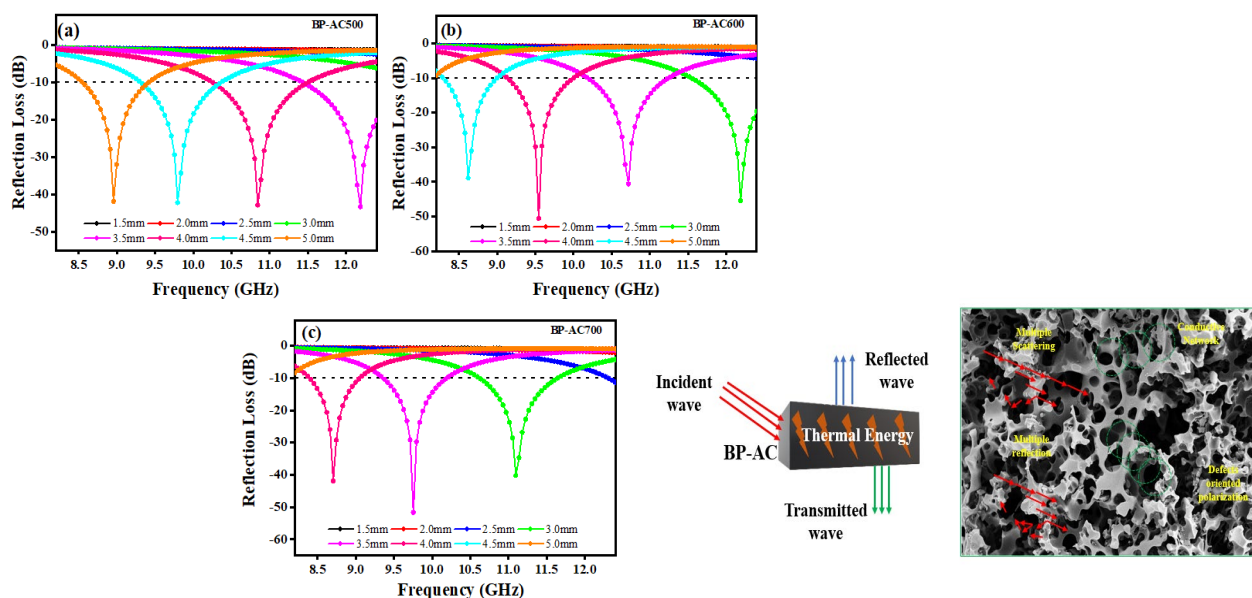 (a)
BP-AC500
Reflection Loss (dB)
0
-10
-20
-30
-40
-50
1.5mm 2.0mm 2.5mm 3.0mm
3.5mm 4.0mm 4.5mm 5.0mm
9.0 9.5 10.0 10.5 11.0 11.5 12.0
Frequency (GHz)
(b)
BP-AC600
Reflection Loss (dB)
0
-10
-20
-30
-40
-50
-60
1.5mm 2.0mm 2.5mm 3.0mm
3.5mm 4.0mm 4.5mm 5.0mm
8.5 9.0 9.5 10.0 10.5 11.0 11.5 12.0
Frequency (GHz)
(c)
BP-AC700
Reflection Loss (dB)
0
-10
-20
-30
-40
-50
-60
1.5mm 2.0mm 2.5mm 3.0mm
3.5mm 4.0mm 4.5mm 5.0mm
8.5 9.0 9.5 10.0 10.5 11.0 11.5 12.0
Frequency (GHz)
Incident
wave
Reflected
wave
Thermal Energy
BP-AC
Transmitted
wave
Multiple
Scattering
Conductive
Network
Multiple
reflection
Defects
oriented
polarization